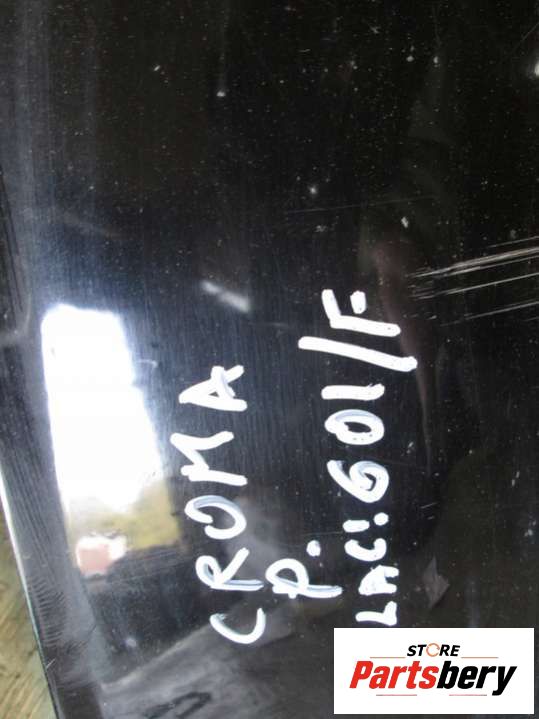 CROMA
P.
LAC: 601/F
STORE
Partsbery